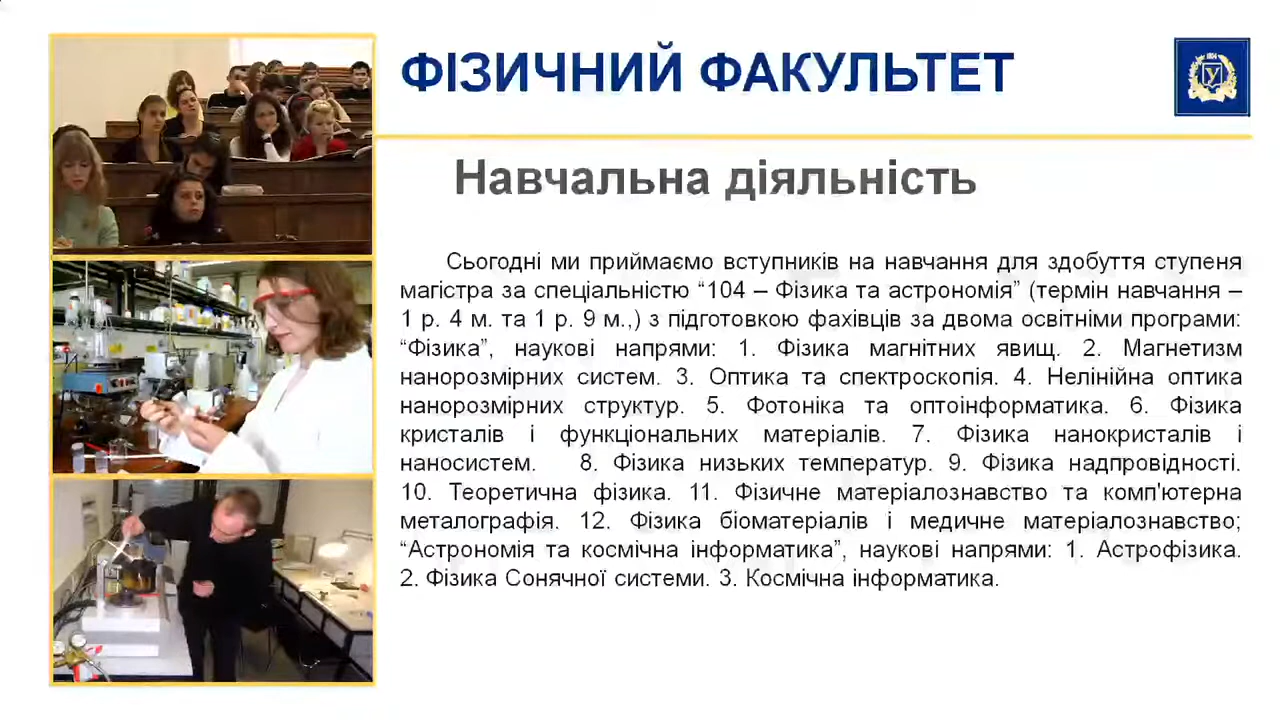 ФІЗИЧНИЙ ФАКУЛЬТЕТ
Навчальна діяльність
Сьогодні ми приймаємо вступників на навчання для здобуття ступеня
магістра за спеціальністю “104 – Фізика та астрономія” (термін навчання –
1 р. 4 м. та 1 р. 9 м.,) з підготовкою фахівців за двома освітніми програми:
“Фізика”, наукові напрями: 1. Фізика магнітних явищ. 2. Магнетизм
нанорозмірних систем. 3. Оптика та спектроскопія. 4. Нелінійна оптика
нанорозмірних структур. 5. Фотоніка та оптоінформатика. 6. Фізика
кристалів і функціональних матеріалів. 7. Фізика нанокристалів і
наносистем. 8. Фізика низьких температур. 9. Фізика надпровідності.
10. Теоретична фізика. 11. Фізичне матеріалознавство та комп'ютерна
металографія. 12. Фізика біоматеріалів і медичне матеріалознавство;
“Астрономія та космічна інформатика”, наукові напрями: 1. Астрофізика.
2. Фізика Сонячної системи. 3. Космічна інформатика.